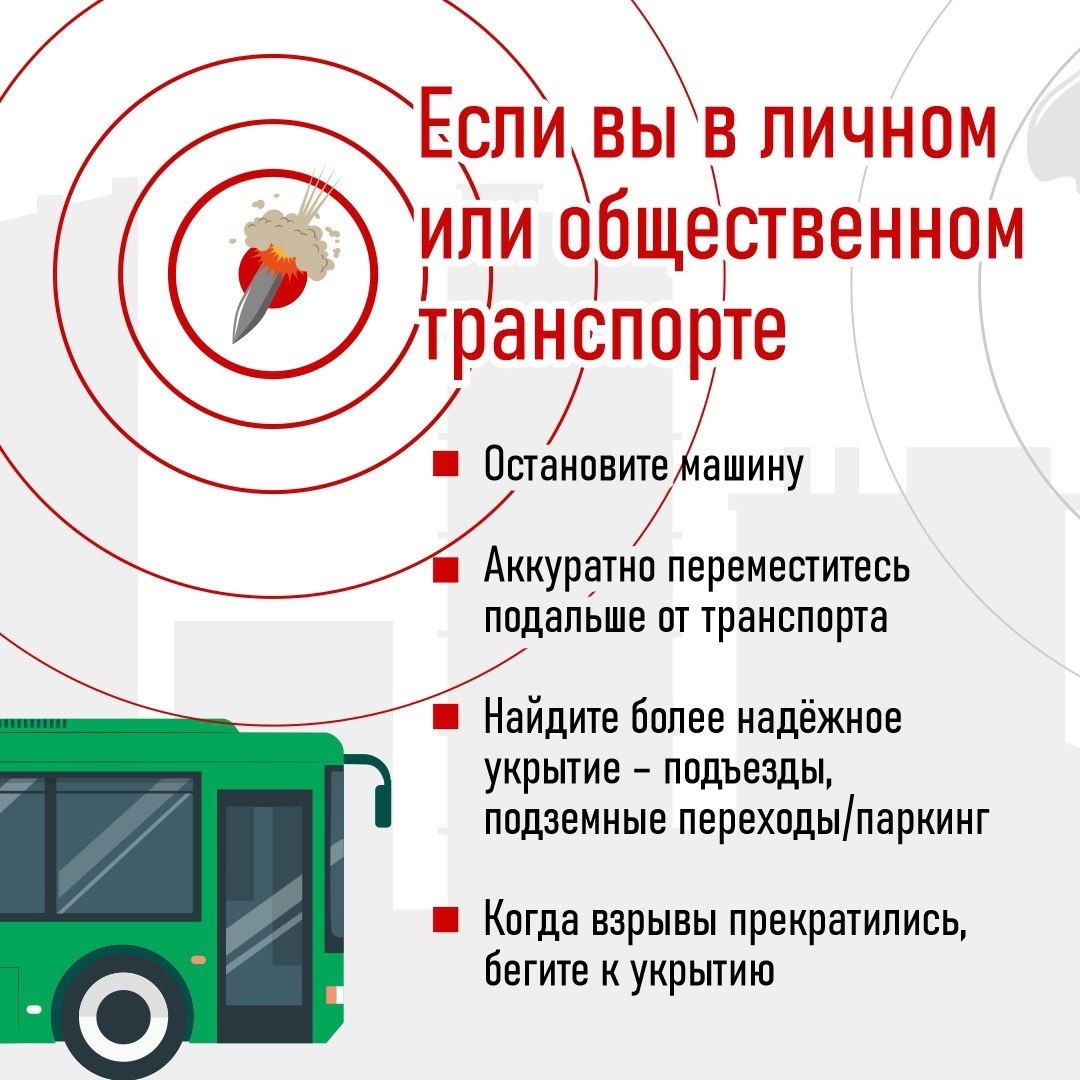 Если вы в личном
или общественном
транспорте
Остановите машину
Аккуратно переместитесь
подальше от транспорта
Найдите более надёжное
укрытие – подъезды,
подземные переходы/паркинг
Когда взрывы прекратились,
бегите к укрытию